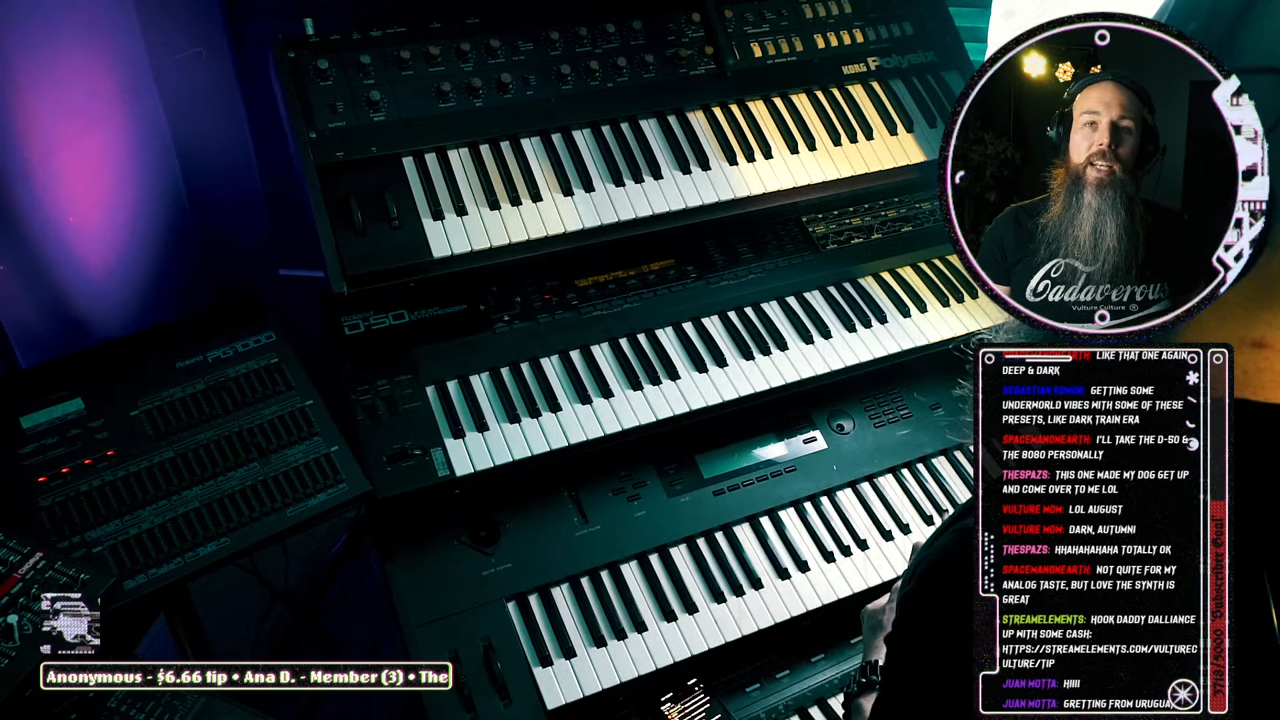 KORG Polysix
Roland
D-50
Roland PG-1000
Cadaverous
Vulture Culture ®
LIKE THAT ONE AGAIN
DEEP & DARK
GETTING SOME
UNDERWORLD VIBES WITH SOME OF THESE
PRESETS, LIKE DARK TRAIN ERA
SPACEMANONEARTH: I'LL TAKE THE D-50 &
THE 8080 PERSONALLY
THESPAZS: THIS ONE MADE MY DOG GET UP
AND COME OVER TO ME LOL
VULTURE MOM: LOL AUGUST
VULTURE MOM: DARN, AUTUMN!
THESPAZS: HHAHAHAHAHA TOTALLY OK
SPACEMANONEARTH: NOT QUITE FOR MY
ANALOG TASTE, BUT LOVE THE SYNTH IS
GREAT
STREAMELEMENTS: HOOK DADDY DALLIANCE
UP WITH SOME CASH:
HTTPS://STREAMELEMENTS.COM/VULTUREC
ULTURE/TIP
JUAN MOTTA: HIIII
JUAN MOTTA: GRETTING FROM URUGUA
Subscriber Goal
Anonymous - $6.66 tip • Ana D. - Member (3) • The